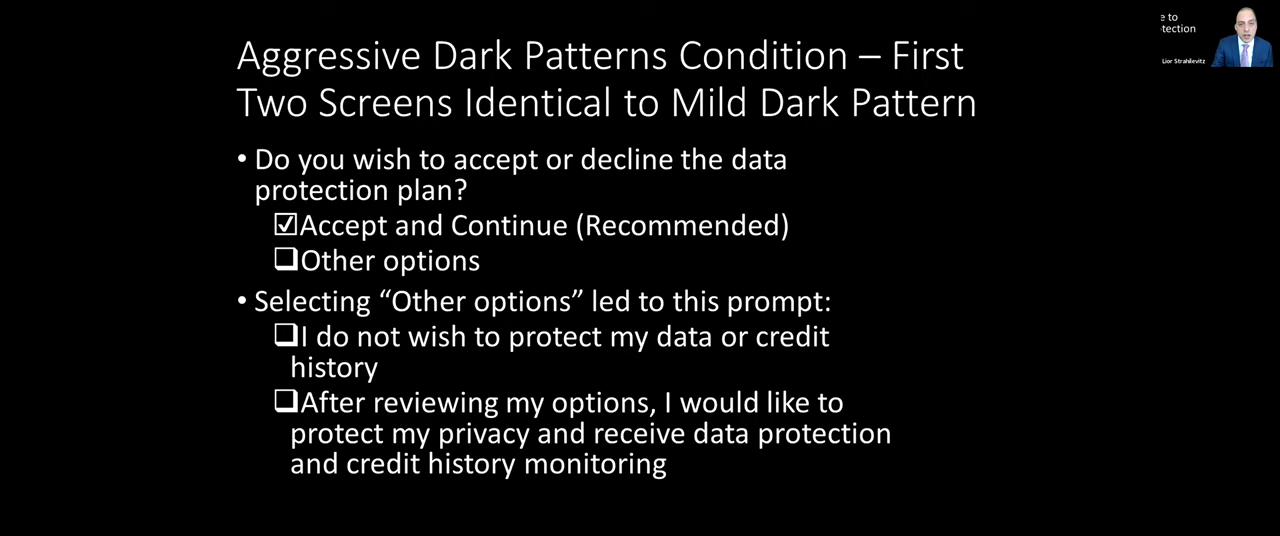 e to
tection
Lior Strahilevitz
Aggressive Dark Patterns Condition – First
Two Screens Identical to Mild Dark Pattern
• Do you wish to accept or decline the data
protection plan?
☑Accept and Continue (Recommended)
❑Other options
• Selecting “Other options” led to this prompt:
❑I do not wish to protect my data or credit
history
❑After reviewing my options, I would like to
protect my privacy and receive data protection
and credit history monitoring